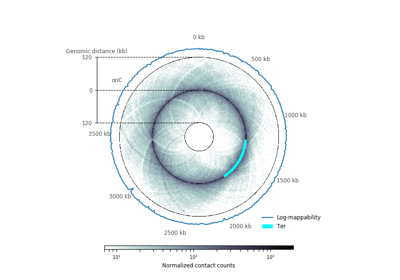 0 kb
Genomic distance (kb)
120
500 kb
oriC
0
1000 kb
120
3500 kb
1500 kb
3000 kb
Log-mappability
Ter
2000 kb
2500 kb
10¹ 10² 10³
Normalized contact counts